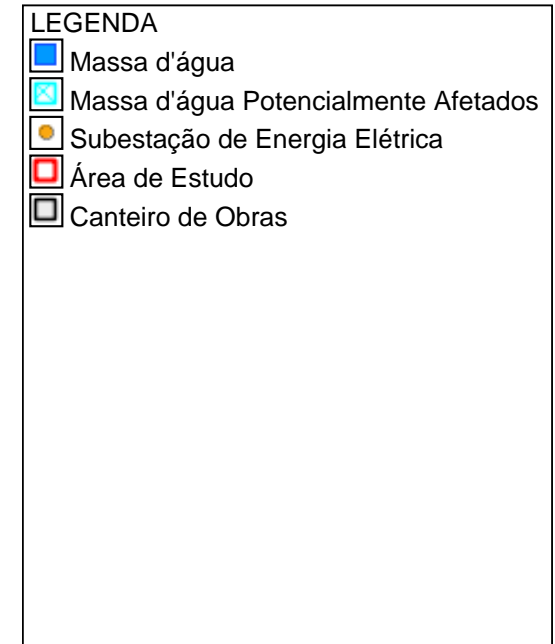 LEGENDA
Massa d'água
Massa d'água Potencialmente Afetados
Subestação de Energia Elétrica
Área de Estudo
Canteiro de Obras